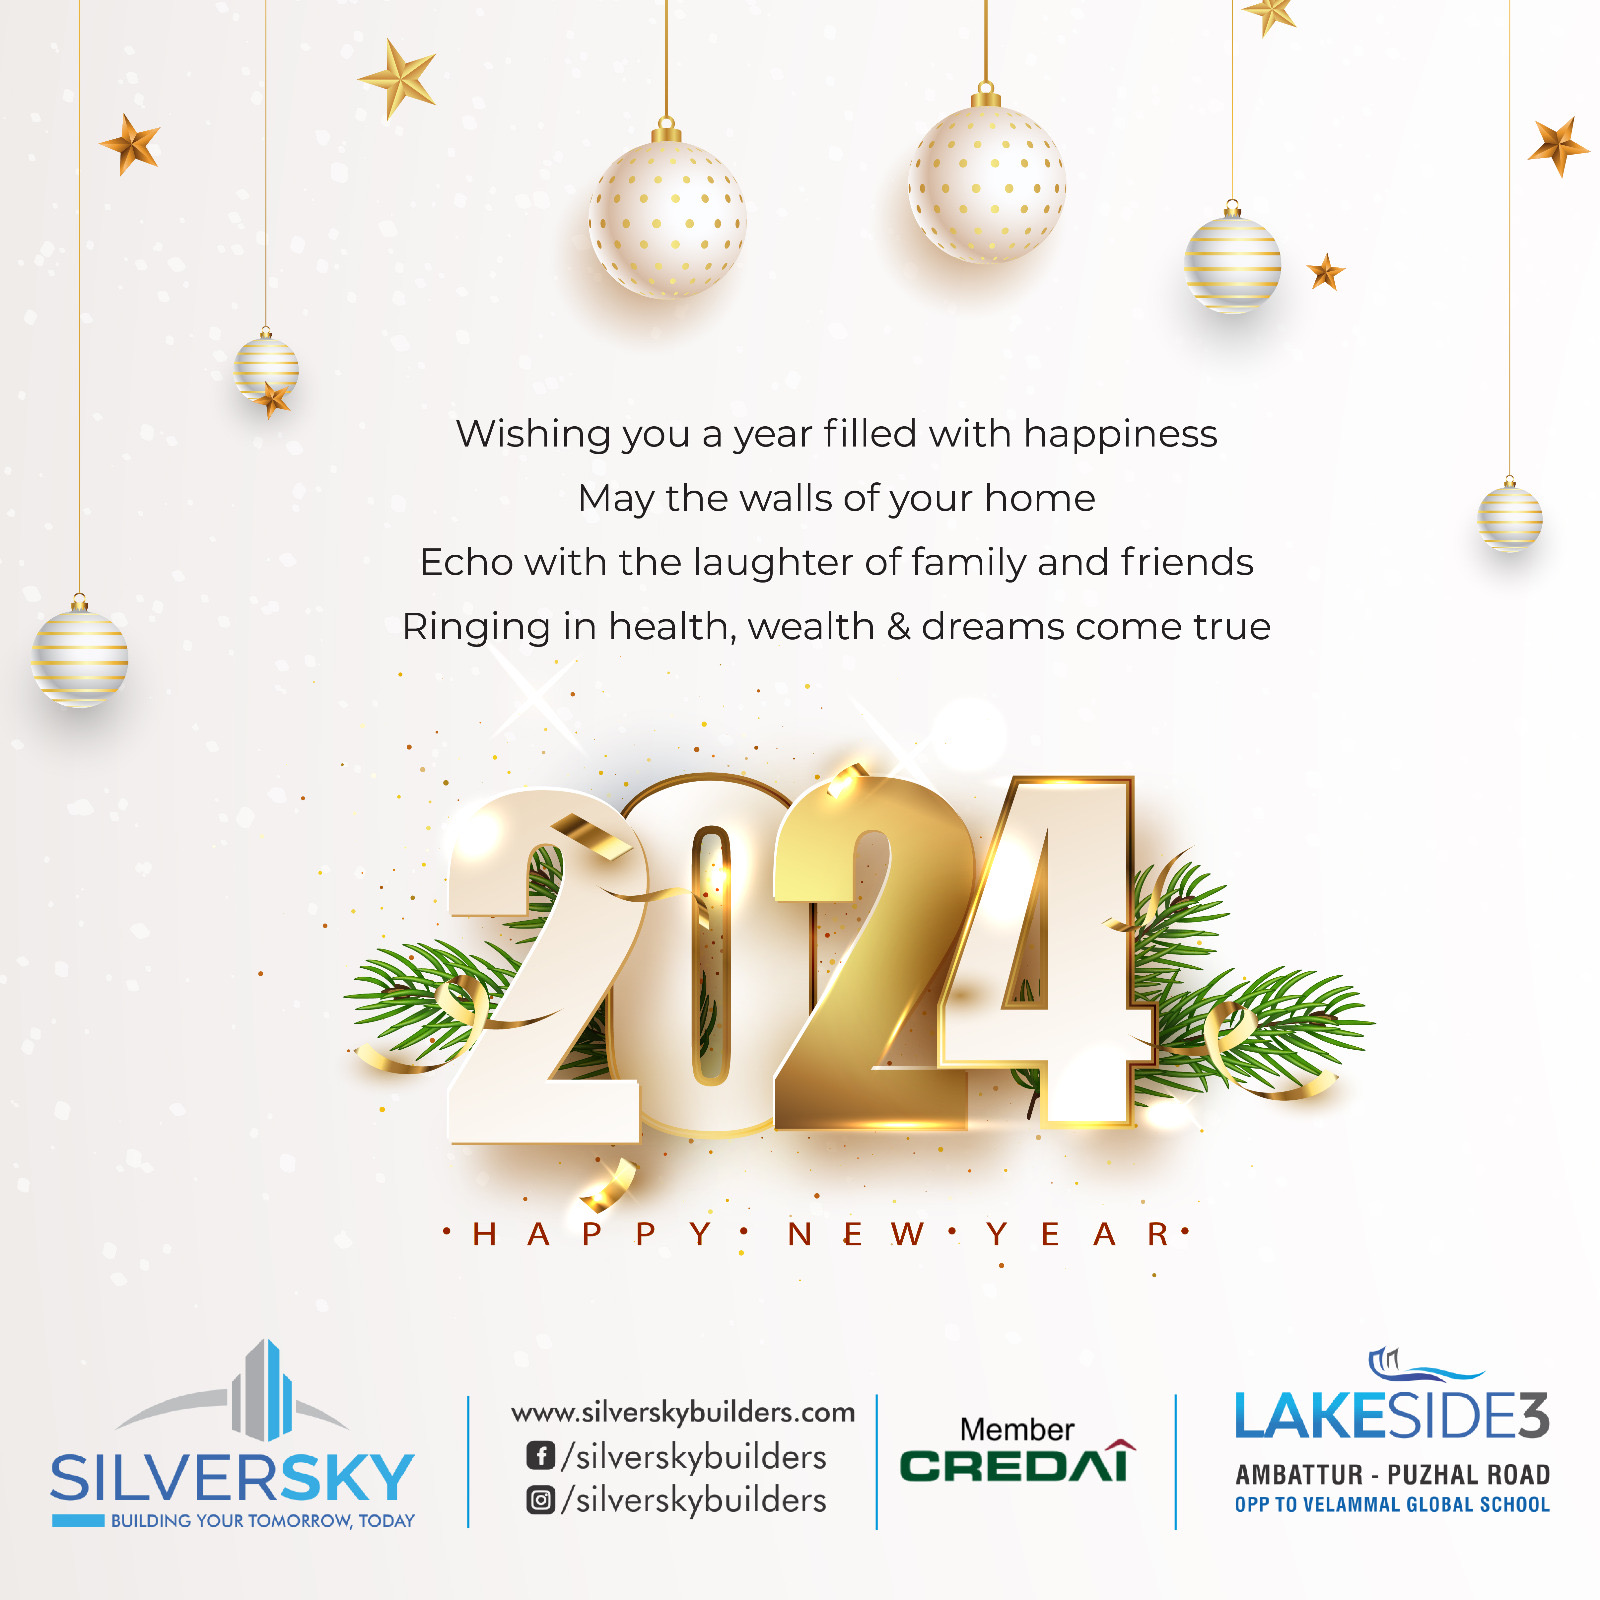 Wishing you a year filled with happiness
May the walls of your home
Echo with the laughter of family and friends
Ringing in health, wealth & dreams come true
2024
• HAPPY • NEW • YEAR •
SILVERSKY
BUILDING YOUR TOMORROW, TODAY
www.silverskybuilders.com
/silverskybuilders
/silverskybuilders
Member
CREDAI
LAKESIDE3
AMBATTUR - PUZHAL ROAD
OPP TO VELAMMAL GLOBAL SCHOOL